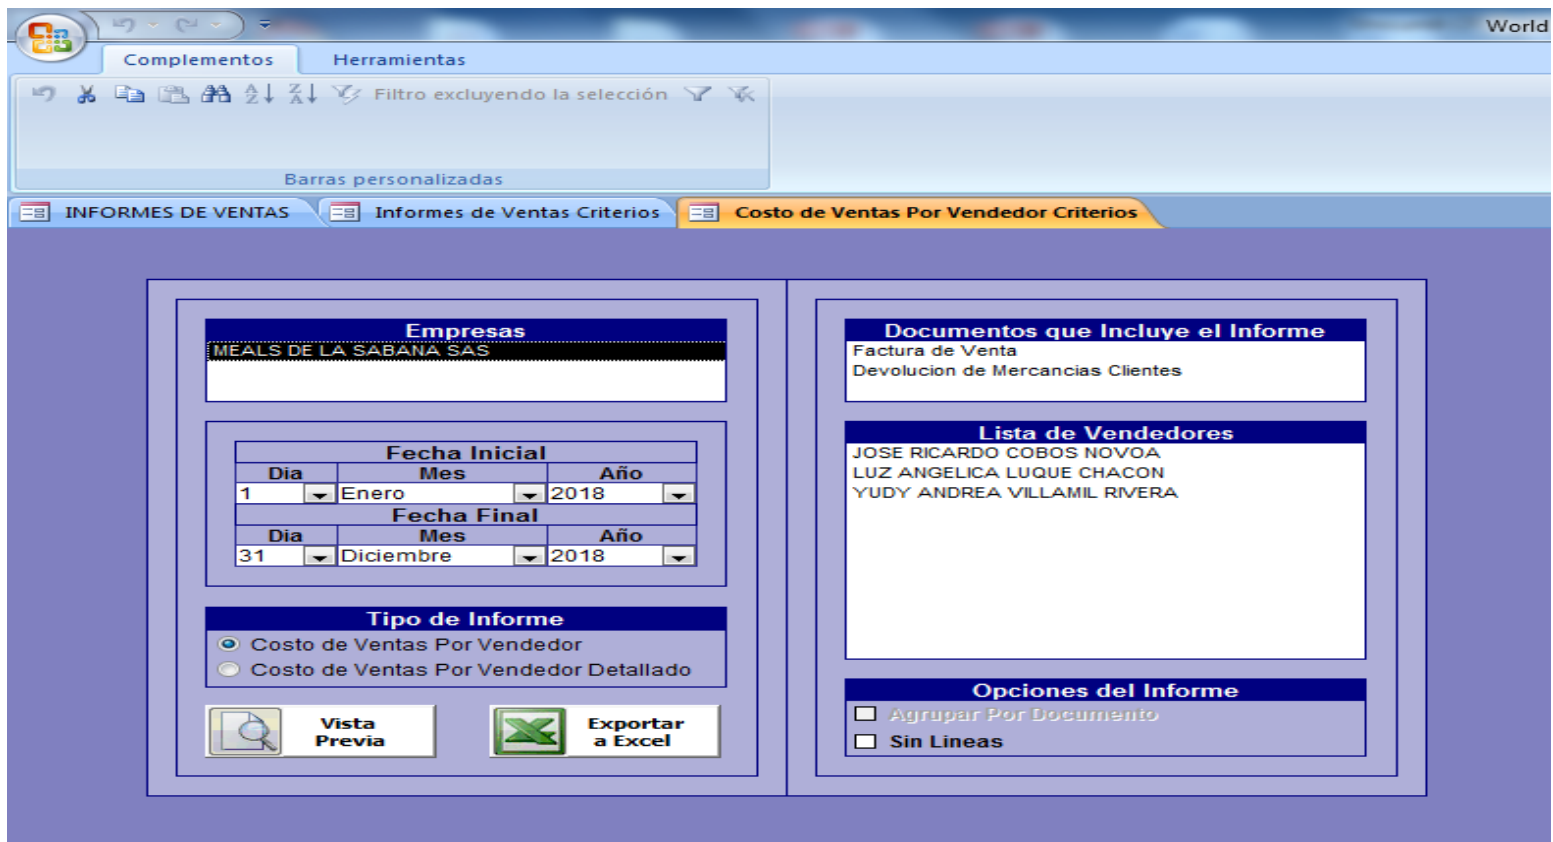 World
Complementos Herramientas
Filtro excluyendo la selección
Barras personalizadas
INFORMES DE VENTAS Informes de Ventas Criterios Costo de Ventas Por Vendedor Criterios
Empresas
MEALS DE LA SABANA SAS
Fecha Inicial
Dia Mes Año
1 Enero 2018
Fecha Final
Dia Mes Año
31 Diciembre 2018
Tipo de Informe
Costo de Ventas Por Vendedor
Costo de Ventas Por Vendedor Detallado
Vista
Previa
Exportar
a Excel
Documentos que Incluye el Informe
Factura de Venta
Devolucion de Mercancias Clientes
Lista de Vendedores
JOSE RICARDO COBOS NOVOA
LUZ ANGELICA LUQUE CHACON
YUDY ANDREA VILLAMIL RIVERA
Opciones del Informe
Agrupar Por Documento
Sin Lineas